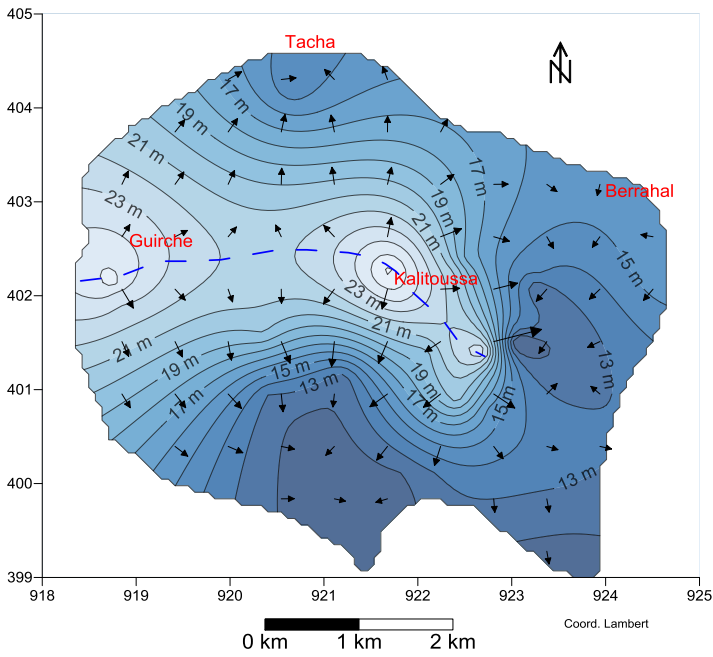 405
Tacha
N
17 m
404
19 m
21 m
17 m
403
23 m
19 m
Berrahal
21 m
Guirche
15 m
402
Kalitoussa
23 m
21 m
21 m
19 m
15 m
13 m
13 m
401
19 m
17 m
17 m
15 m
400
13 m
399
918
919
920
921
922
923
924
925
0 km
1 km
2 km
Coord. Lambert